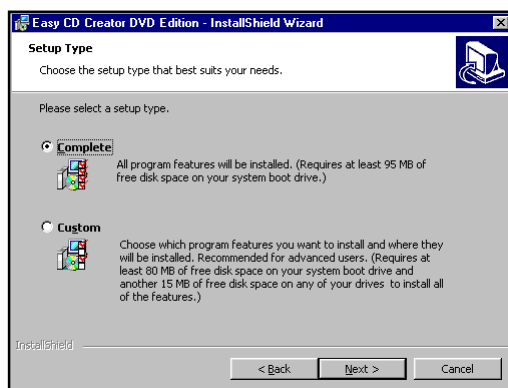 Easy CD Creator DVD Edition - InstallShield Wizard
Setup Type
Choose the setup type that best suits your needs.
Please select a setup type.
Complete
All program features will be installed. (Requires at least 95 MB of
free disk space on your system boot drive.)
Custom
Choose which program features you want to install and where they
will be installed. Recommended for advanced users. (Requires at
least 80 MB of free disk space on your system boot drive and
another 15 MB of free disk space on any of your drives to install all
of the features.)
InstallShield
< Back Next > Cancel